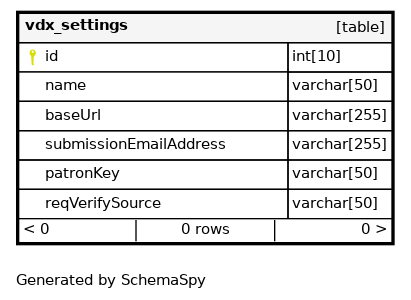 vdx_settings [table]
id int[10]
name varchar[50]
baseUrl varchar[255]
submissionEmailAddress varchar[255]
patronKey varchar[50]
reqVerifySource varchar[50]
< 0 0 rows 0 >
Generated by SchemaSpy